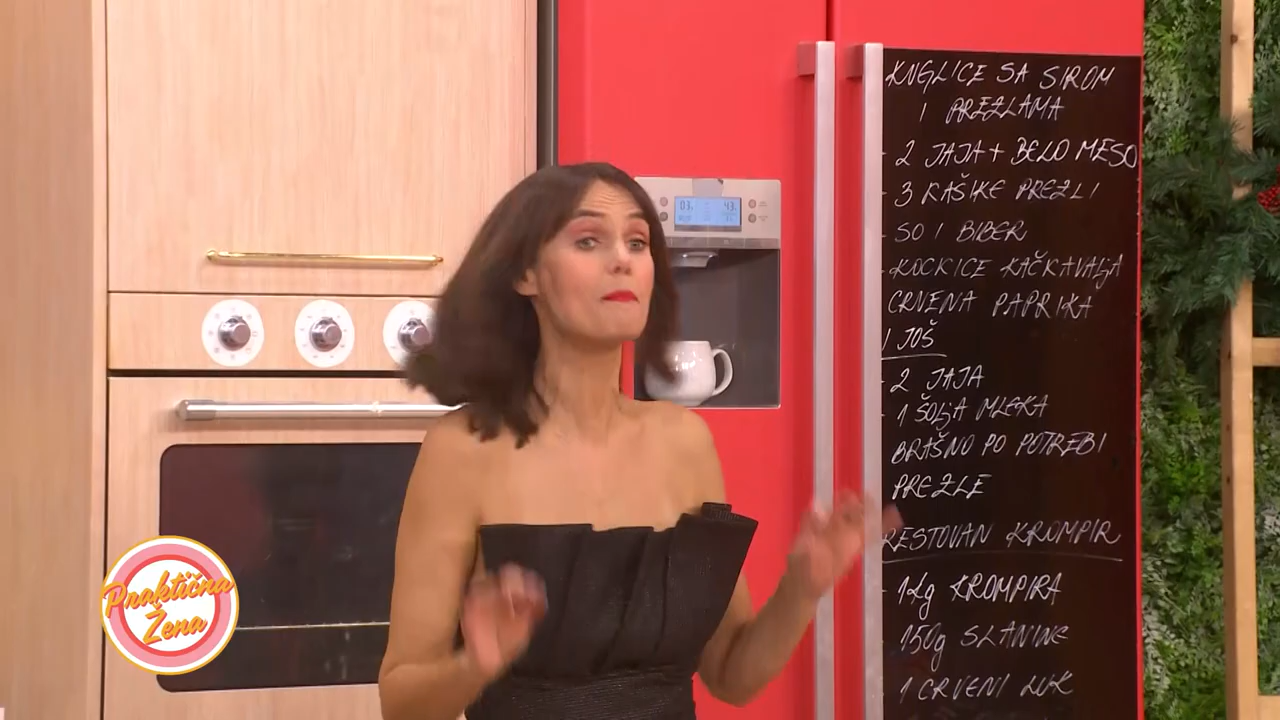 KUGLICE SA SIROM
I PREZLAMA
- 2 JAJA + BELO MESO
- 3 KAŠIKE PREZLI
SO I BIBER
- KOCKICE KAČKAVALjA
CRVENA PAPRIKA
I JOŠ
- 2 JAJA
- 1 ŠOLjA MLEKA
BRAŠNO PO POTREBI
PREZLE
RESTOVAN KROMPIR
- 1kg KROMPIRA
- 150g SLANINE
- 1 CRVENI LUK
Praktična
Žena